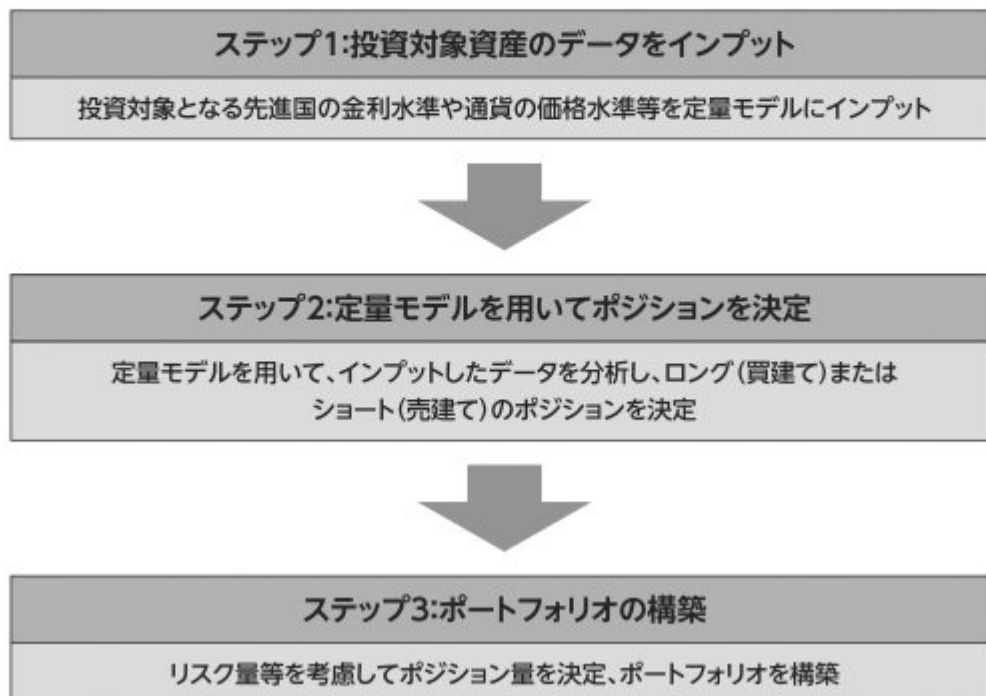 ステップ1:投資対象資産のデータをインプット
投資対象となる先進国の金利水準や通貨の価格水準等を定量モデルにインプット
ステップ2:定量モデルを用いてポジションを決定
定量モデルを用いて、インプットしたデータを分析し、ロング(買建て)または
ショート(売建て)のポジションを決定
ステップ3:ポートフォリオの構築
リスク量等を考慮してポジション量を決定、ポートフォリオを構築